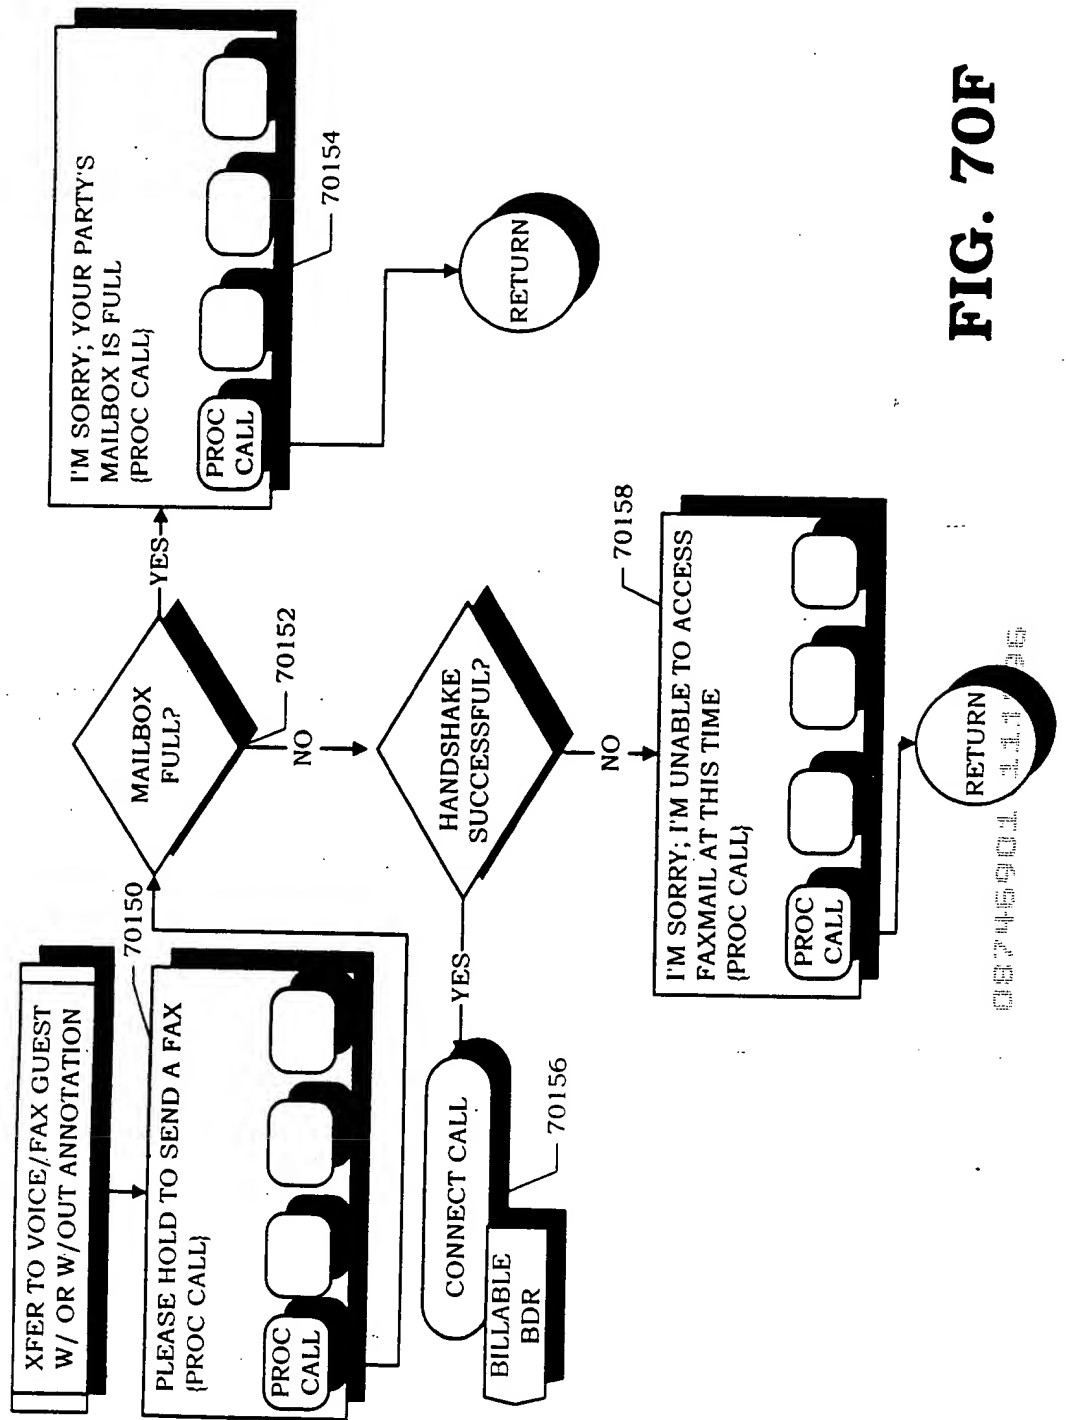 XFER TO VOICE/FAX GUEST
W/ OR W/OUT ANNOTATION
70150
PLEASE HOLD TO SEND A FAX
{PROC CALL}
PROC
CALL
MAILBOX
FULL?
YES
70152
NO
I'M SORRY; YOUR PARTY'S
MAILBOX IS FULL
{PROC CALL}
PROC
CALL
70154
RETURN
HANDSHAKE
SUCCESSFUL?
YES
NO
CONNECT CALL
70156
BILLABLE
BDR
70158
I'M SORRY; I'M UNABLE TO ACCESS
FAXMAIL AT THIS TIME
{PROC CALL}
PROC
CALL
RETURN
FIG. 70F